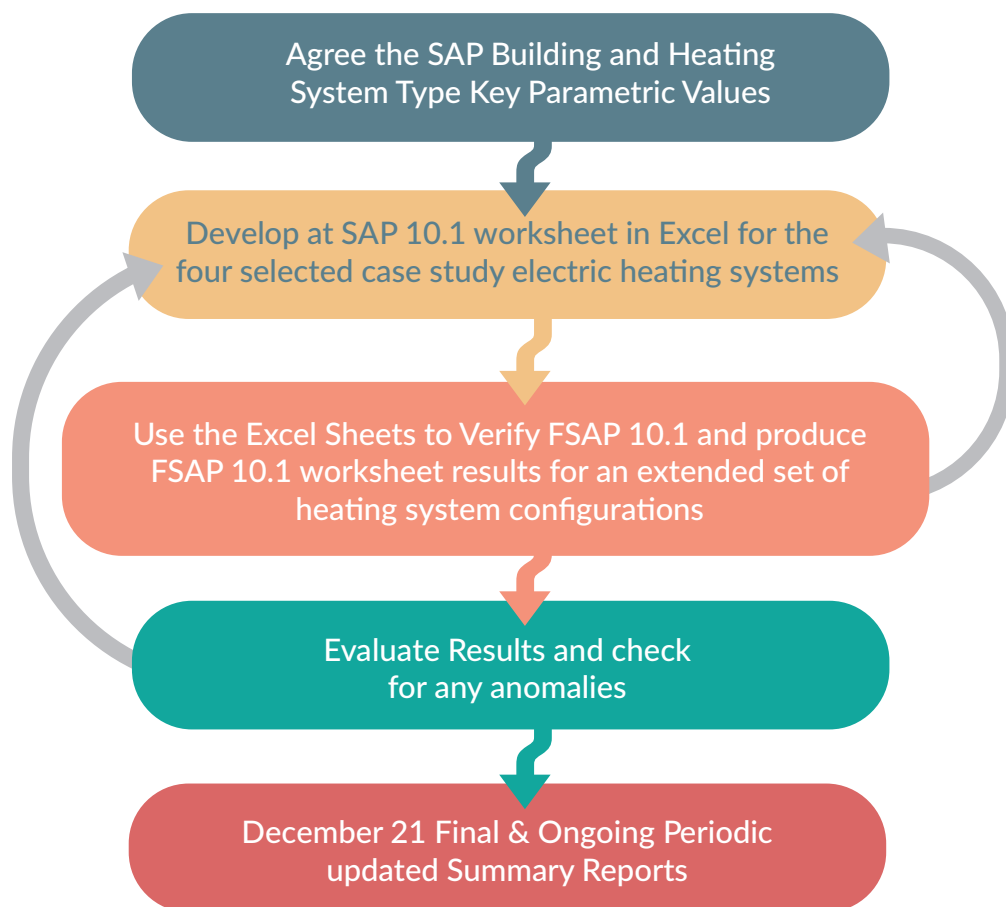 Agree the SAP Building and Heating
System Type Key Parametric Values
Develop at SAP 10.1 worksheet in Excel for the
four selected case study electric heating systems
Use the Excel Sheets to Verify FSAP 10.1 and produce
FSAP 10.1 worksheet results for an extended set of
heating system configurations
Evaluate Results and check
for any anomalies
December 21 Final & Ongoing Periodic
updated Summary Reports